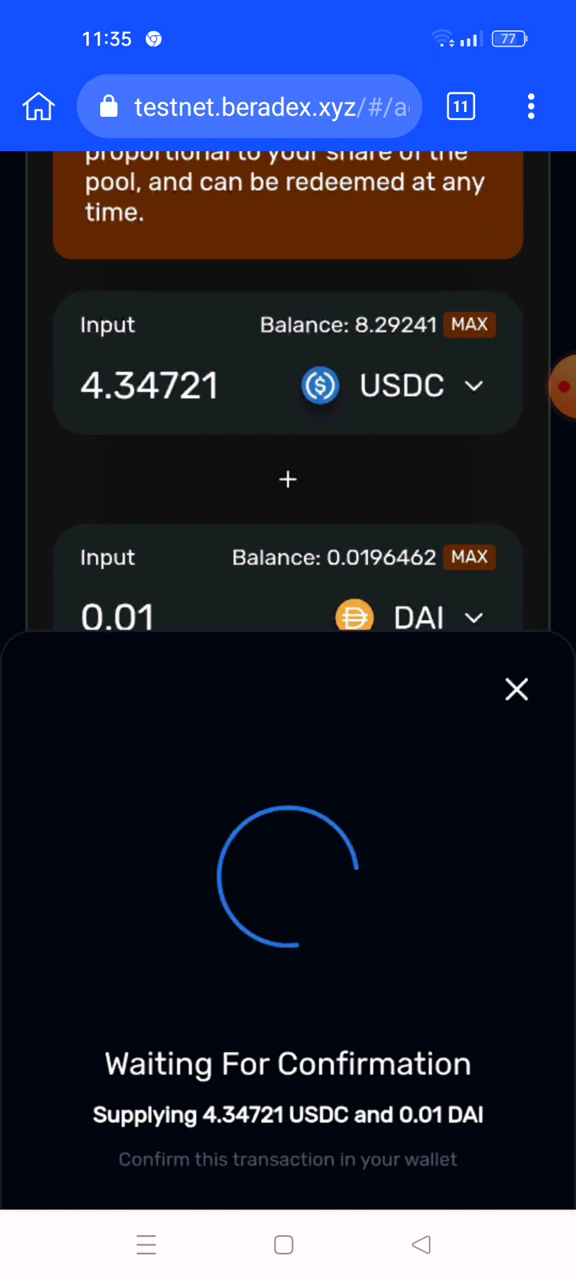 11:35
77
testnet.beradex.xyz/#/a
11
proportional to your share of the
pool, and can be redeemed at any
time.
Input Balance: 8.29241 MAX
4.34721 USDC
+
Input Balance: 0.0196462 MAX
0.01 DAI
Waiting For Confirmation
Supplying 4.34721 USDC and 0.01 DAI
Confirm this transaction in your wallet